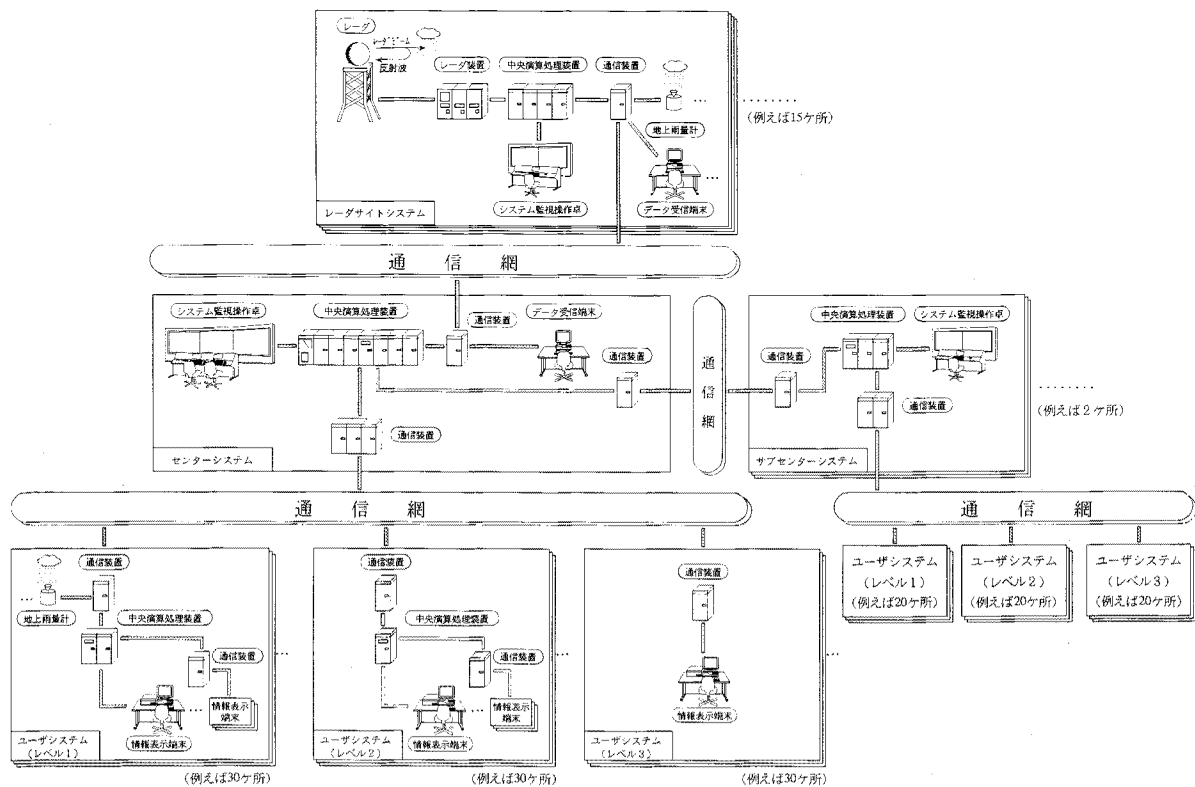 レーダ
レーダビーム
反射波
レーダ装置
中央演算処理装置
通信装置
地上雨量計
…
………
(例えば15ケ所)
システム監視操作卓
データ受信端末
…
レーダサイトシステム
通信網
システム監視操作卓
中央演算処理装置
通信装置
データ受信端末
通信装置
通信装置
センターシステム
通信網
中央演算処理装置
システム監視操作卓
通信装置
通信装置
サブセンターシステム
………
(例えば2ケ所)
通信網
通信網
…
地上雨量計
通信装置
中央演算処理装置
通信装置
情報表示端末
情報表示
端末
ユーザシステム
(レベル1)
…
(例えば30ケ所)
通信装置
中央演算処理装置
通信装置
情報表示端末
情報表示
端末
ユーザシステム
(レベル2)
…
(例えば30ケ所)
通信装置
情報表示端末
ユーザシステム
(レベル3)
…
(例えば30ケ所)
ユーザシステム
(レベル1)
(例えば20ケ所)
ユーザシステム
(レベル2)
(例えば20ケ所)
ユーザシステム
(レベル3)
(例えば20ケ所)